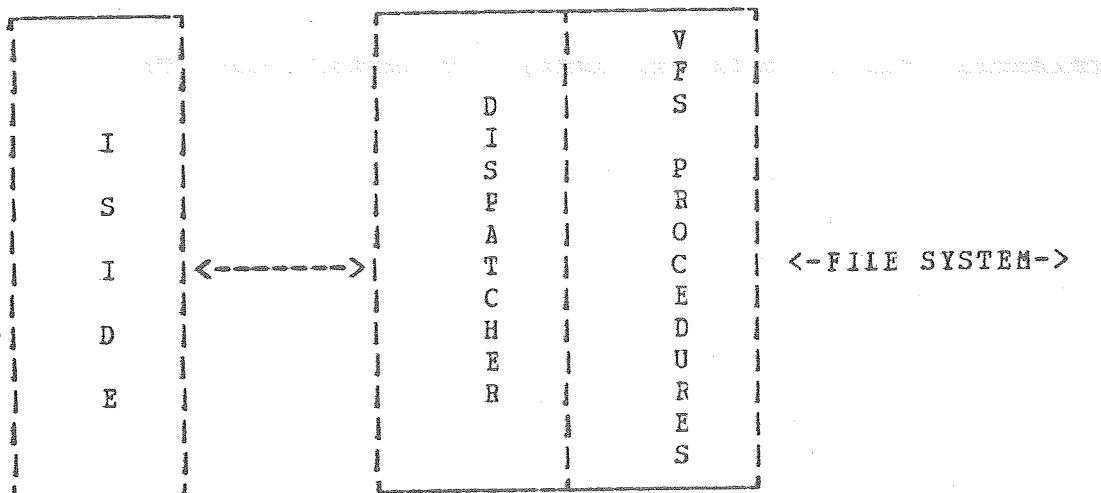 ISIDE
<------->
DISPATCHER
VFS PROCEDURES
<-FILE SYSTEM->